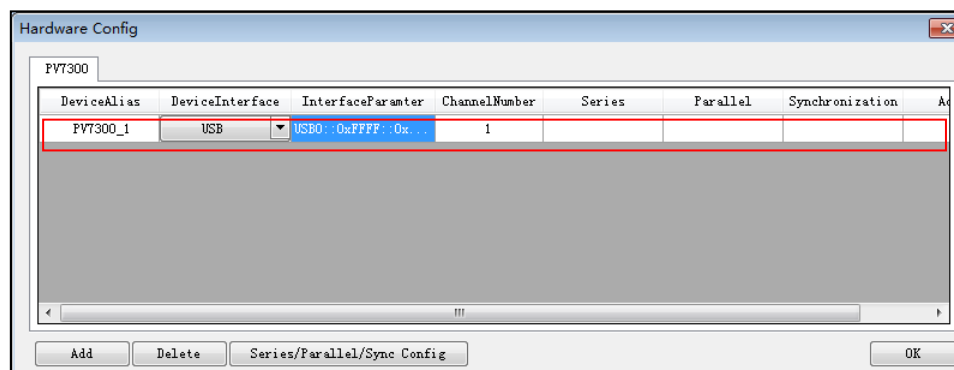 Hardware Config
PV7300
DeviceAlias DeviceInterface InterfaceParamter ChannelNumber Series Parallel Synchronization Ad
PV7300_1 USB USB0::0xFFFF::0x... 1
Add Delete Series/Parallel/Sync Config OK